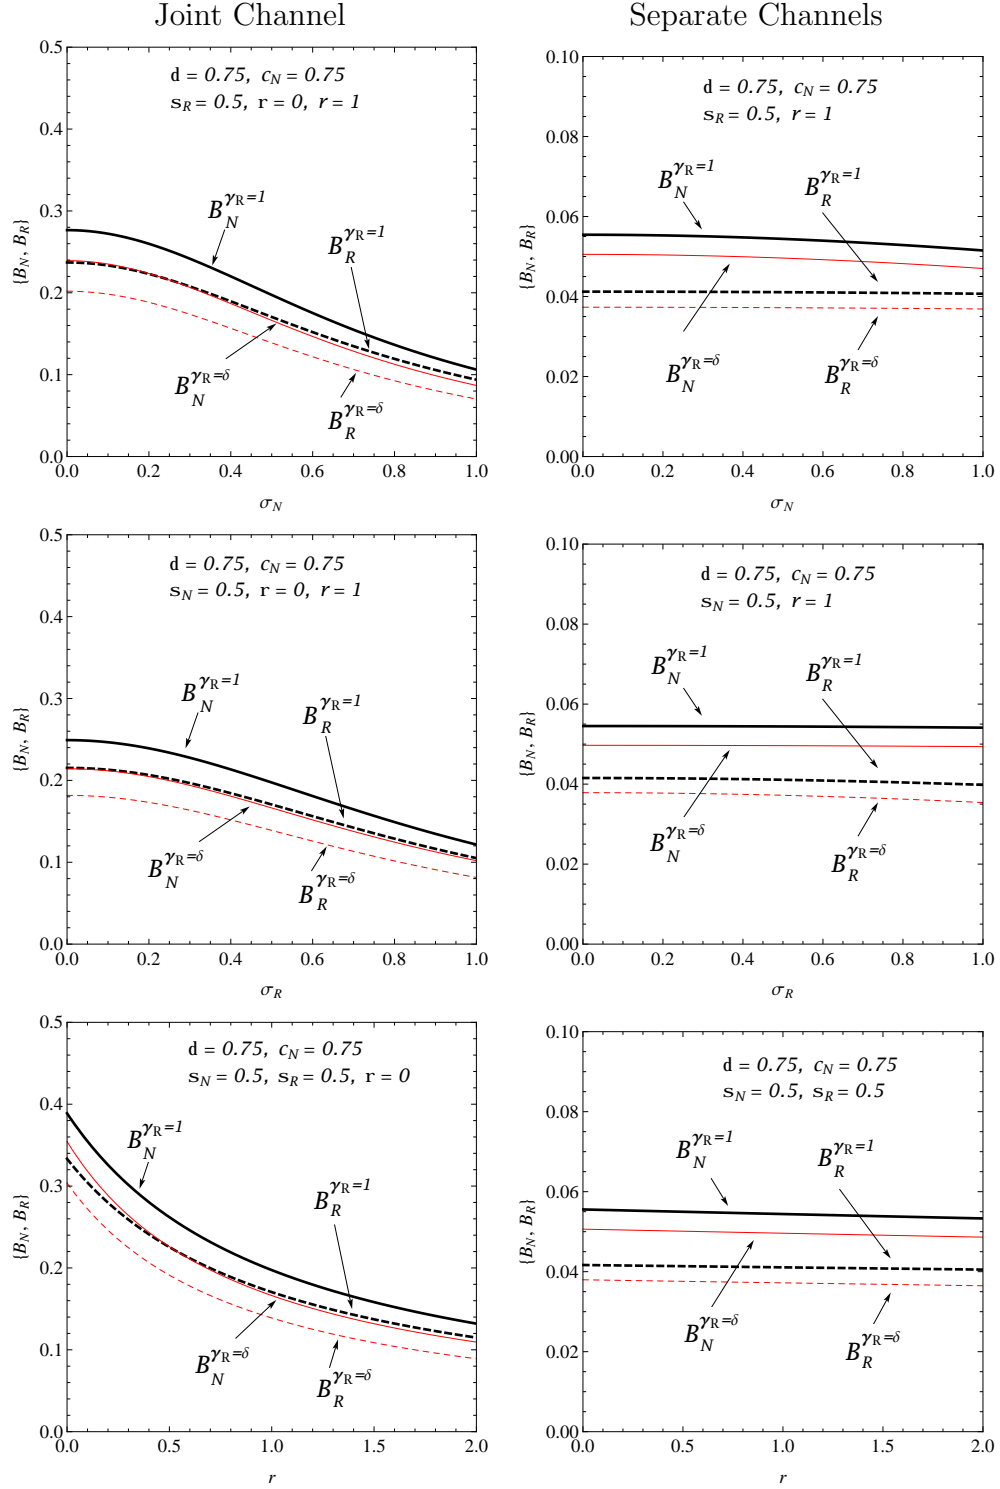 Joint Channel
Separate Channels
d = 0.75, c_N = 0.75
s_R = 0.5, r = 0, r = 1
B_N^{γ_R=1}
B_R^{γ_R=1}
B_N^{γ_R=δ}
B_R^{γ_R=δ}
{B_N, B_R}
0.5
0.4
0.3
0.2
0.1
0.0
0.0 0.2 0.4 0.6 0.8 1.0
σ_N
d = 0.75, c_N = 0.75
s_R = 0.5, r = 1
B_N^{γ_R=1}
B_R^{γ_R=1}
B_N^{γ_R=δ}
B_R^{γ_R=δ}
{B_N, B_R}
0.10
0.08
0.06
0.04
0.02
0.00
0.0 0.2 0.4 0.6 0.8 1.0
σ_N
d = 0.75, c_N = 0.75
s_N = 0.5, r = 0, r = 1
B_N^{γ_R=1}
B_R^{γ_R=1}
B_N^{γ_R=δ}
B_R^{γ_R=δ}
{B_N, B_R}
0.5
0.4
0.3
0.2
0.1
0.0
0.0 0.2 0.4 0.6 0.8 1.0
σ_R
d = 0.75, c_N = 0.75
s_N = 0.5, r = 1
B_N^{γ_R=1}
B_R^{γ_R=1}
B_N^{γ_R=δ}
B_R^{γ_R=δ}
{B_N, B_R}
0.10
0.08
0.06
0.04
0.02
0.00
0.0 0.2 0.4 0.6 0.8 1.0
σ_R
d = 0.75, c_N = 0.75
s_N = 0.5, s_R = 0.5, r = 0
B_N^{γ_R=1}
B_R^{γ_R=1}
B_N^{γ_R=δ}
B_R^{γ_R=δ}
{B_N, B_R}
0.5
0.4
0.3
0.2
0.1
0.0
0.0 0.5 1.0 1.5 2.0
r
d = 0.75, c_N = 0.75
s_N = 0.5, s_R = 0.5
B_N^{γ_R=1}
B_R^{γ_R=1}
B_N^{γ_R=δ}
B_R^{γ_R=δ}
{B_N, B_R}
0.10
0.08
0.06
0.04
0.02
0.00
0.0 0.5 1.0 1.5 2.0
r